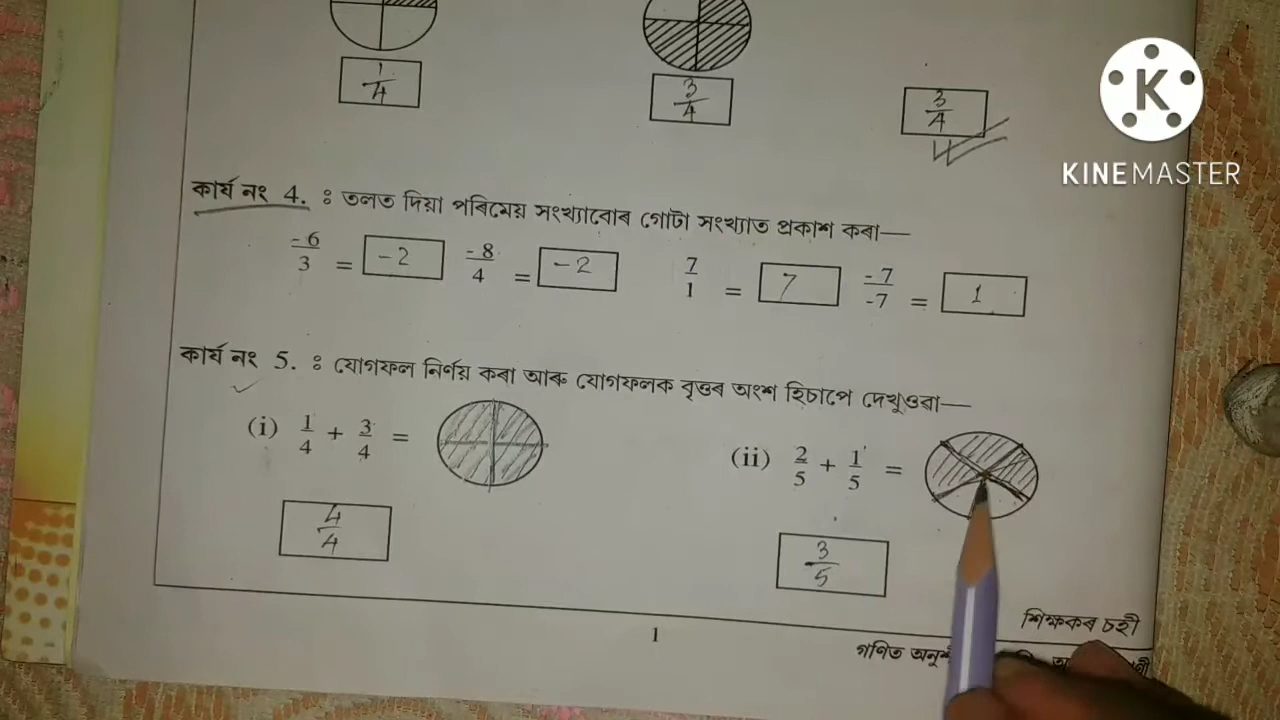 1/4
3/4
3/4
K
KINEMASTER
কাৰ্য নং 4. ঃ তলত দিয়া পৰিমেয় সংখ্যাবোৰ গোটা সংখ্যাত প্ৰকাশ কৰা—
-6/3 = -2 -8/4 = -2 7/1 = 7 -7/-7 = 1
কাৰ্য নং 5. ঃ যোগফল নিৰ্ণয় কৰা আৰু যোগফলক বৃত্তৰ অংশ হিচাপে দেখুওৱা—
(i) 1/4 + 3/4 =
(ii) 2/5 + 1/5 =
4/4
3/5
শিক্ষকৰ চহী
1
গণিত